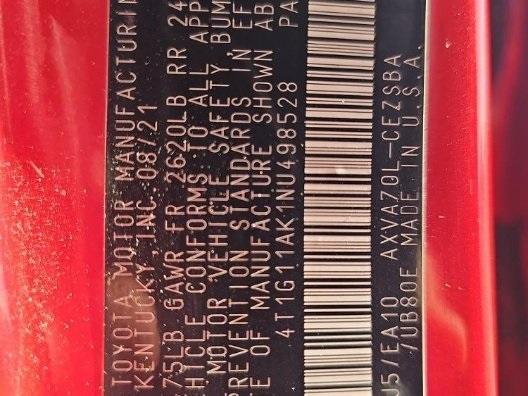 TOYOTA MOTOR MANUFACTURIN
KENTUCKY, INC. 08/21
75LB GAWR FR 2620LB RR 24
HICLE CONFORMS TO ALL APP
MOTOR VEHICLE SAFETY BUM
REVENTION STANDARDS IN EF
E OF MANUFACTURE SHOWN AB
4T1G11AK1NU498528 PA
J5/EA10 AXVA70L-CEZSBA
/UB80E MADE IN U.S.A.